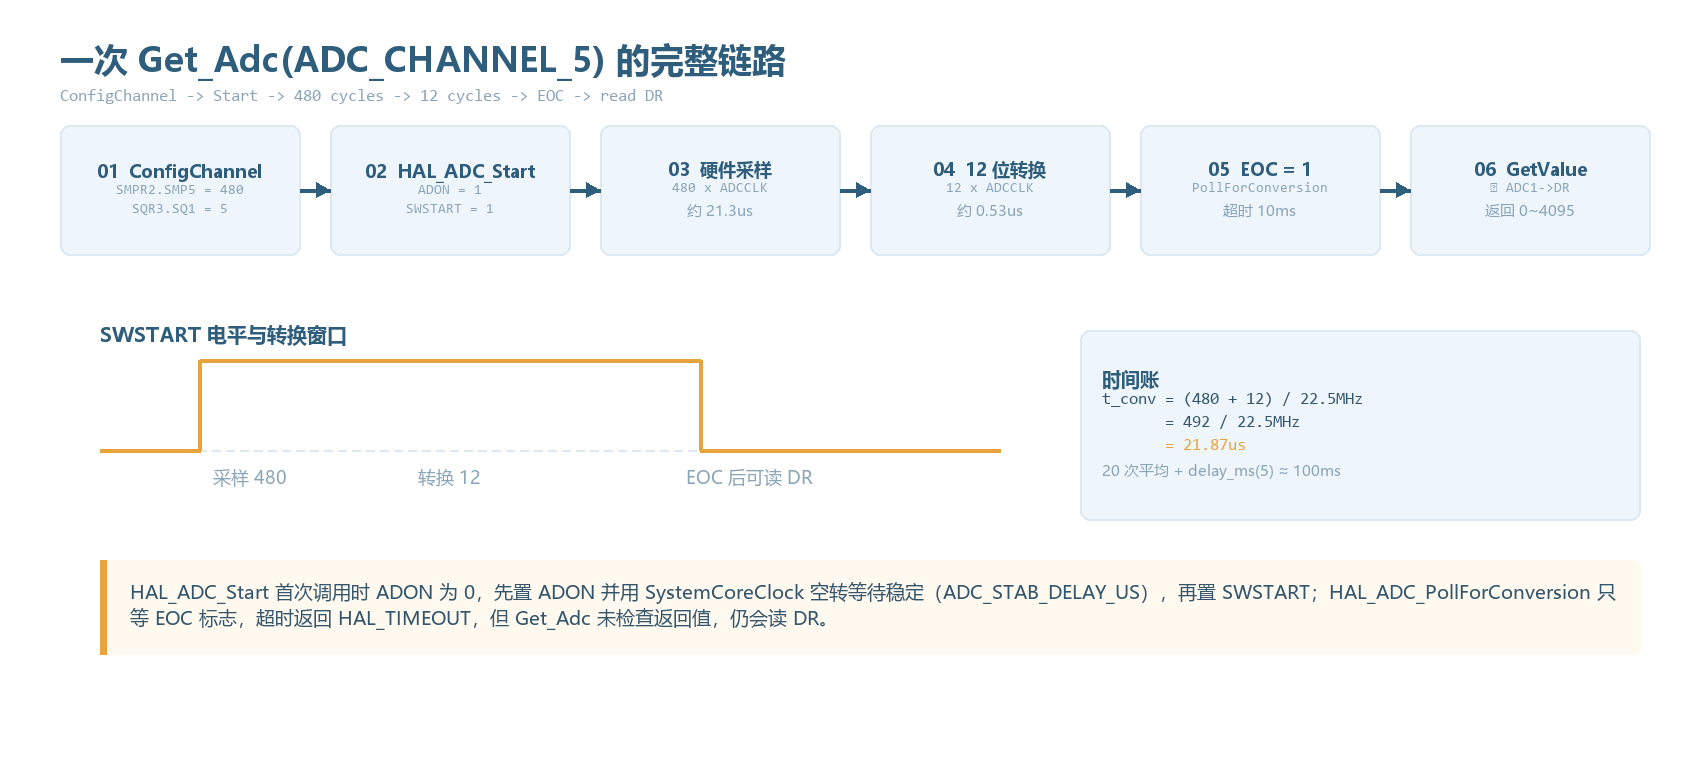 一次 Get_Adc(ADC_CHANNEL_5) 的完整链路
ConfigChannel -> Start -> 480 cycles -> 12 cycles -> EOC -> read DR
01 ConfigChannel
SMPR2.SMP5 = 480
SQR3.SQ1 = 5
02 HAL_ADC_Start
ADON = 1
SWSTART = 1
03 硬件采样
480 x ADCCLK
约 21.3us
04 12 位转换
12 x ADCCLK
约 0.53us
05 EOC = 1
PollForConversion
超时 10ms
06 GetValue
ADC1->DR
返回 0~4095
SWSTART 电平与转换窗口
采样 480
转换 12
EOC 后可读 DR
时间账
t_conv = (480 + 12) / 22.5MHz
= 492 / 22.5MHz
= 21.87us
20 次平均 + delay_ms(5) ≈ 100ms
HAL_ADC_Start 首次调用时 ADON 为 0，先置 ADON 并用 SystemCoreClock 空转等待稳定（ADC_STAB_DELAY_US），再置 SWSTART；HAL_ADC_PollForConversion 只
等 EOC 标志，超时返回 HAL_TIMEOUT，但 Get_Adc 未检查返回值，仍会读 DR。